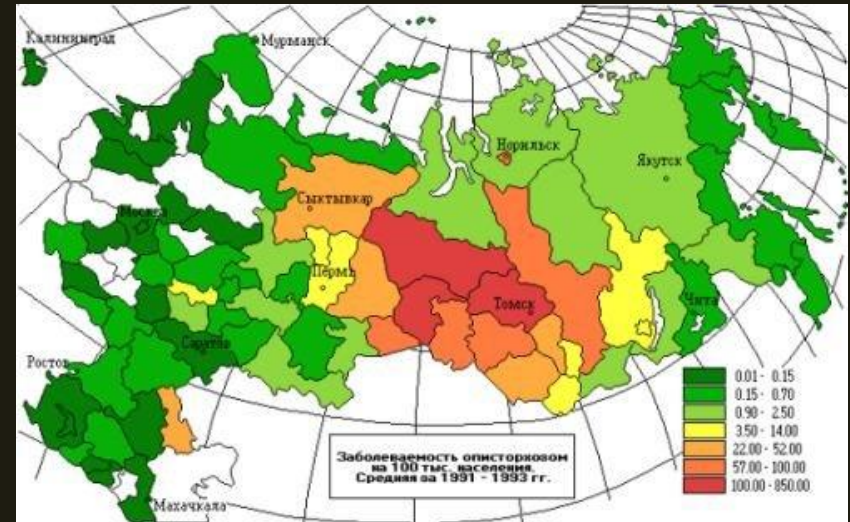 Калининград
Мурманск
Норильск
Якутск
Сыктывкар
Москва
Пермь
Томск
Чита
Саратов
Ростов
0.01 - 0.15
0.15 - 0.70
0.90 - 2.50
3.50 - 14.00
22.00 - 52.00
57.00 - 100.00
100.00 - 850.00
Заболеваемость описторхозом
на 100 тыс. населения.
Средняя за 1991 - 1993 гг.
Махачкала